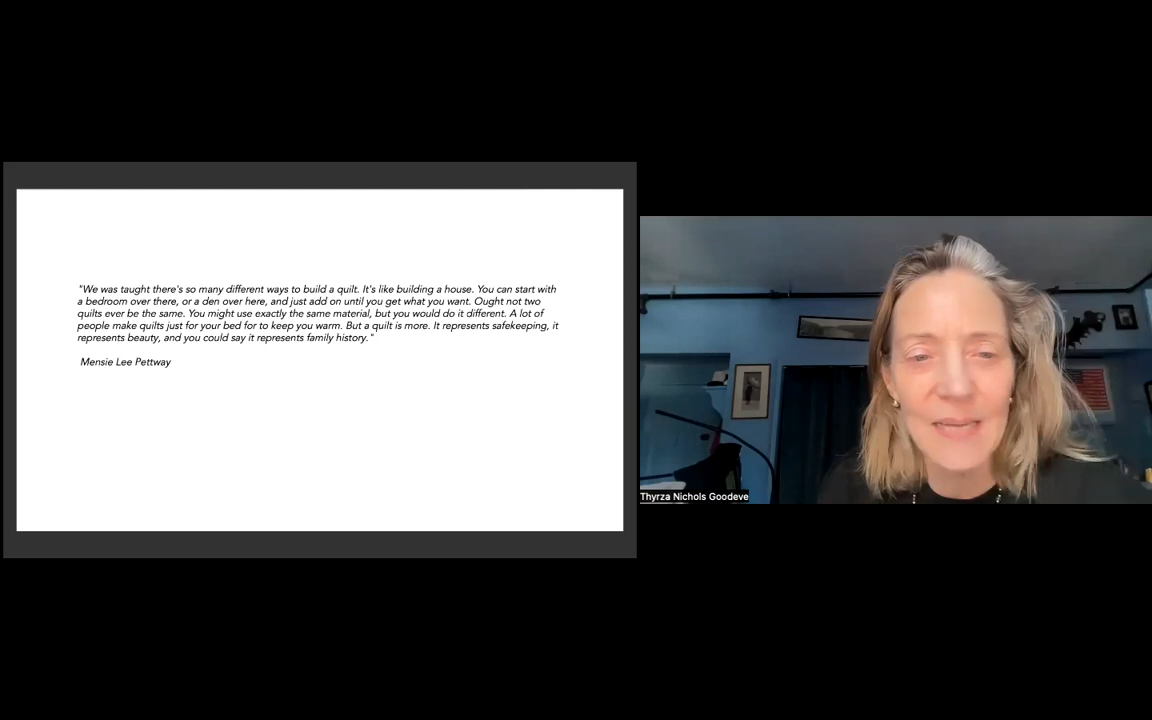 "We was taught there's so many different ways to build a quilt. It's like building a house. You can start with
a bedroom over there, or a den over here, and just add on until you get what you want. Ought not two
quilts ever be the same. You might use exactly the same material, but you would do it different. A lot of
people make quilts just for your bed for to keep you warm. But a quilt is more. It represents safekeeping, it
represents beauty, and you could say it represents family history."
Mensie Lee Pettway
Thyrza Nichols Goodeve